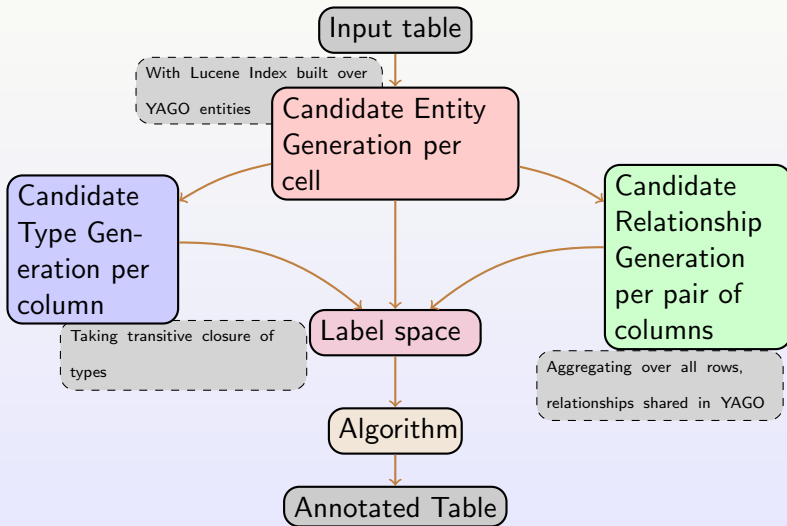 Input table
With Lucene Index built over
YAGO entities
Candidate Entity
Generation per
cell
Candidate
Type Gen-
eration per
column
Candidate
Relationship
Generation
per pair of
columns
Taking transitive closure of
types
Label space
Aggregating over all rows,
relationships shared in YAGO
Algorithm
Annotated Table